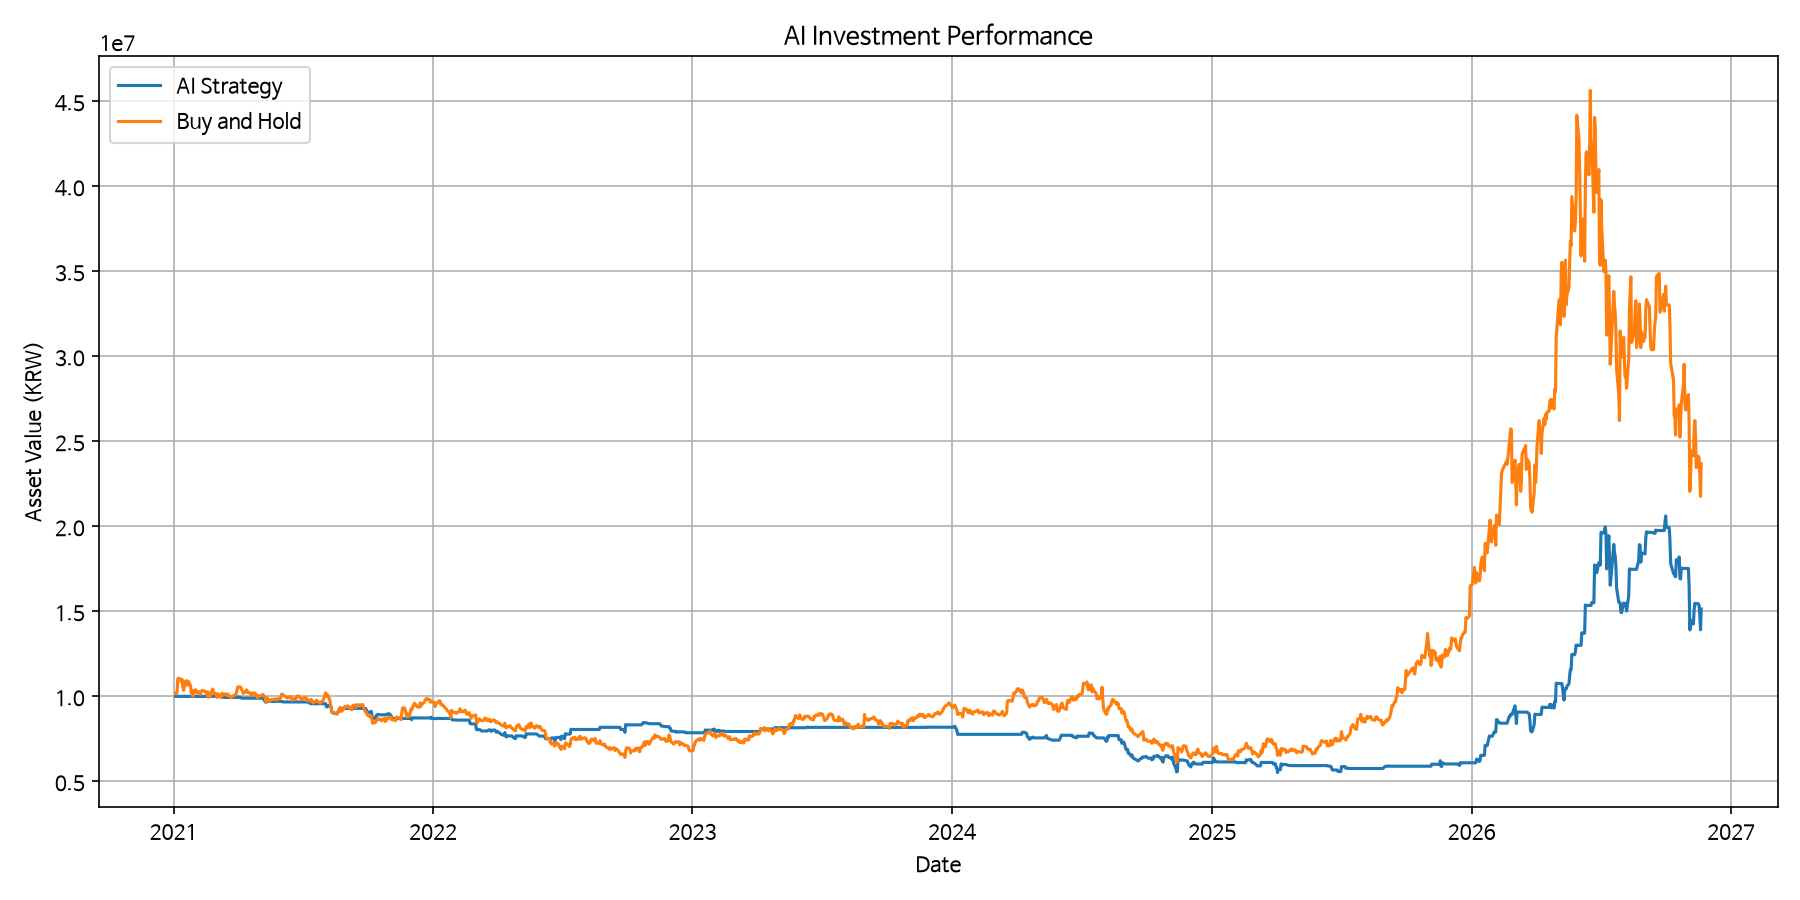 AI Investment Performance
1e7
AI Strategy
Buy and Hold
4.5
4.0
3.5
3.0
2.5
2.0
1.5
1.0
0.5
Asset Value (KRW)
2021 2022 2023 2024 2025 2026 2027
Date